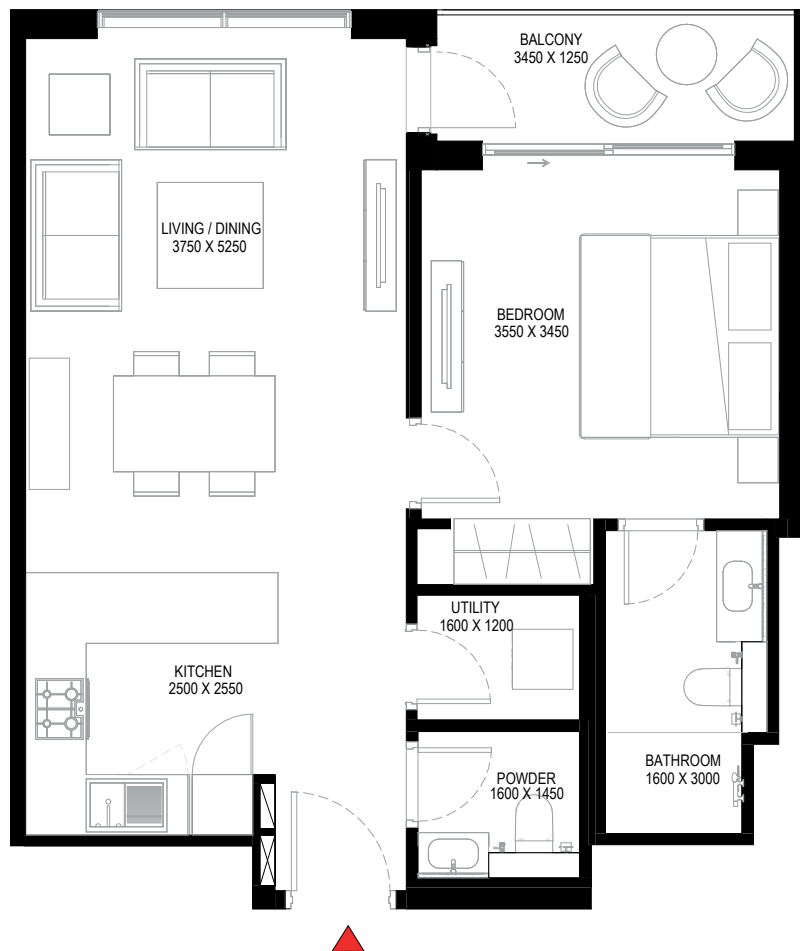 BALCONY
3450 X 1250
LIVING / DINING
3750 X 5250
BEDROOM
3550 X 3450
UTILITY
1600 X 1200
KITCHEN
2500 X 2550
BATHROOM
1600 X 3000
POWDER
1600 X 1450